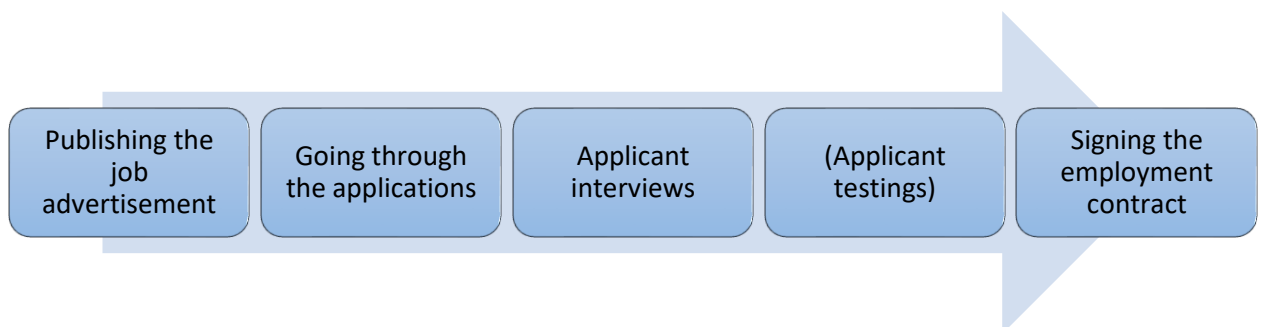 Publishing the
job
advertisement
Going through
the applications
Applicant
interviews
(Applicant
testings)
Signing the
employment
contract